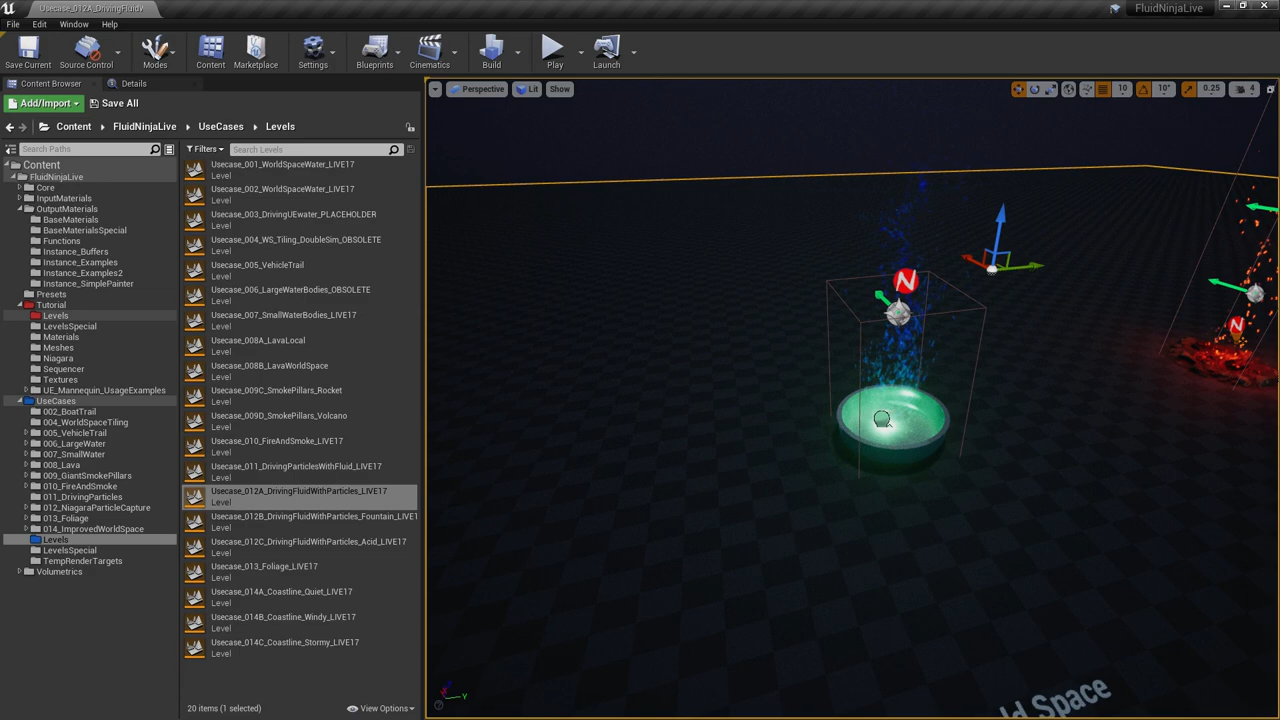 Usecase_012A_DrivingFluidV
FluidNinjaLive
File Edit Window Help
Save Current Source Control Modes Content Marketplace Settings Blueprints Cinematics Build Play Launch
Content Browser Details
Add/Import Save All
Content FluidNinjaLive UseCases Levels
Search Paths
Filters Search Levels
Content
FluidNinjaLive
Core
InputMaterials
OutputMaterials
BaseMaterials
BaseMaterialsSpecial
Functions
Instance_Buffers
Instance_Examples
Instance_Examples2
Instance_SimplePainter
Presets
Tutorial
Levels
LevelsSpecial
Materials
Meshes
Niagara
Sequencer
Textures
UE_Mannequin_UsageExamples
UseCases
002_BoatTrail
004_WorldSpaceTiling
005_VehicleTrail
006_LargeWater
007_SmallWater
008_Lava
009_GiantSmokePillars
010_FireAndSmoke
011_DrivingParticles
012_NiagaraParticleCapture
013_Foliage
014_ImprovedWorldSpace
Levels
LevelsSpecial
TempRenderTargets
Volumetrics
Usecase_001_WorldSpaceWater_LIVE17
Level
Usecase_002_WorldSpaceWater_LIVE17
Level
Usecase_003_DrivingUEwater_PLACEHOLDER
Level
Usecase_004_WS_Tiling_DoubleSim_OBSOLETE
Level
Usecase_005_VehicleTrail
Level
Usecase_006_LargeWaterBodies_OBSOLETE
Level
Usecase_007_SmallWaterBodies_LIVE17
Level
Usecase_008A_LavaLocal
Level
Usecase_008B_LavaWorldSpace
Level
Usecase_009C_SmokePillars_Rocket
Level
Usecase_009D_SmokePillars_Volcano
Level
Usecase_010_FireAndSmoke_LIVE17
Level
Usecase_011_DrivingParticlesWithFluid_LIVE17
Level
Usecase_012A_DrivingFluidWithParticles_LIVE17
Level
Usecase_012B_DrivingFluidWithParticles_Fountain_LIVE1
Level
Usecase_012C_DrivingFluidWithParticles_Acid_LIVE17
Level
Usecase_013_Foliage_LIVE17
Level
Usecase_014A_Coastline_Quiet_LIVE17
Level
Usecase_014B_Coastline_Windy_LIVE17
Level
Usecase_014C_Coastline_Stormy_LIVE17
Level
20 items (1 selected) View Options
Perspective Lit Show 10 10° 0.25 4
N
N
Y
Space